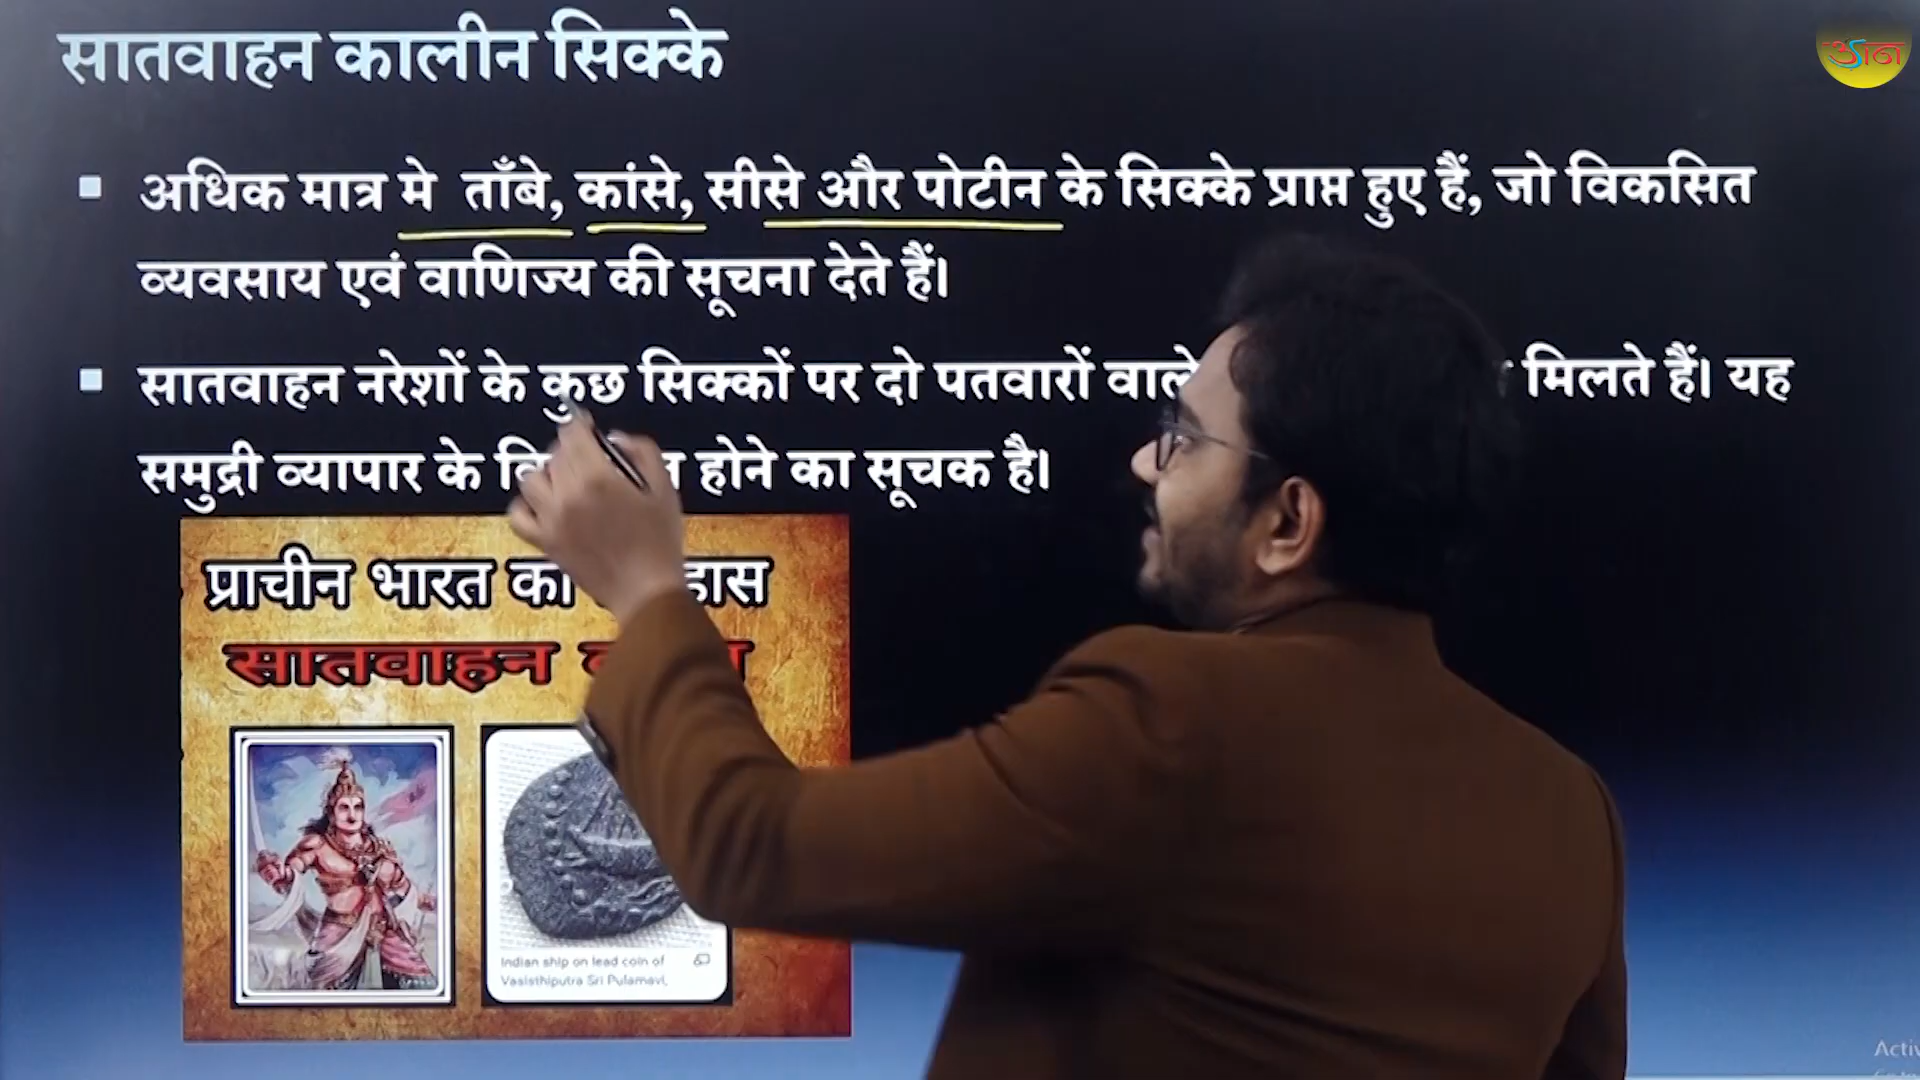 सातवाहन कालीन सिक्के
ज्ञान
अधिक मात्र मे ताँबे, कांसे, सीसे और पोटीन के सिक्के प्राप्त हुए हैं, जो विकसित
व्यवसाय एवं वाणिज्य की सूचना देते हैं।
सातवाहन नरेशों के कुछ सिक्कों पर दो पतवारों वाले मिलते हैं। यह
समुद्री व्यापार के होने का सूचक है।
प्राचीन भारत का
सातवाहन
Indian ship on lead coin of
Vasisthiputra Sri Pulamavi,